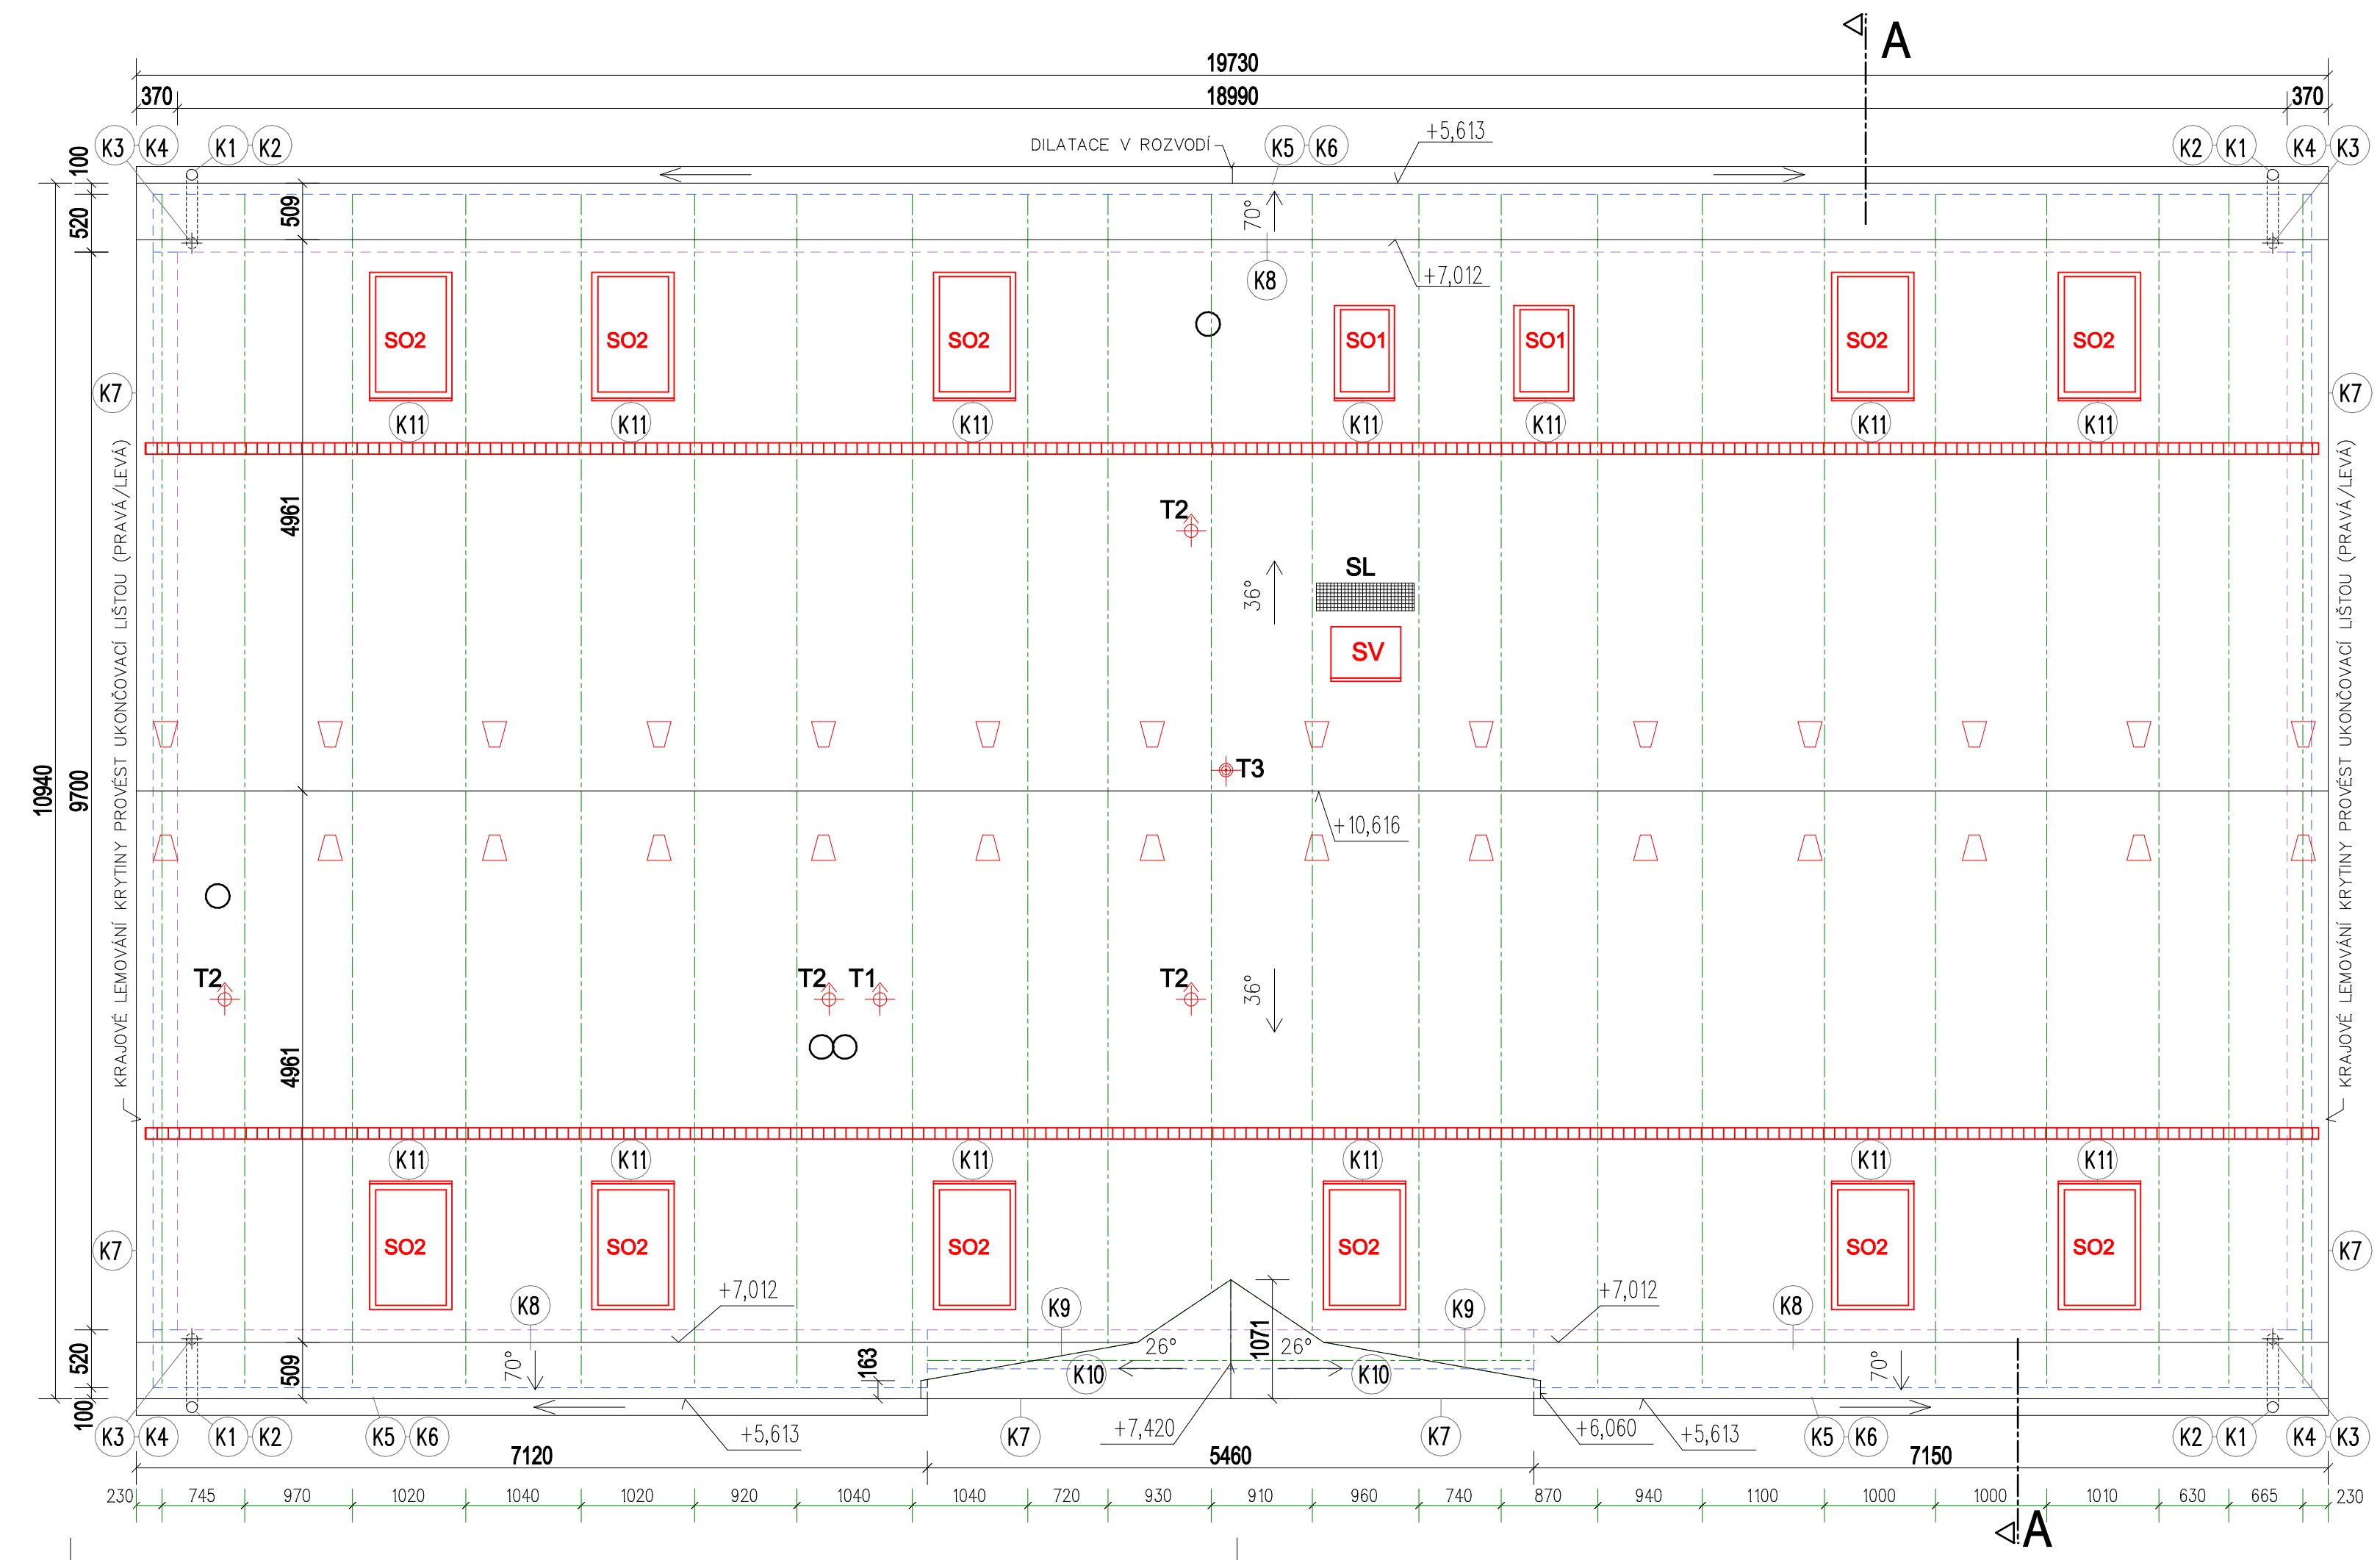 A
19730
370 18990 370
K3 K4 K1 K2 DILATACE V ROZVODÍ K5 K6 +5,613 K2 K1 K4 K3
100
520
509
70°
K8
+7,012
SO2 SO2 SO2 SO1 SO1 SO2 SO2
K7 K7
K11 K11 K11 K11 K11 K11 K11
KRAJOVÉ LEMOVÁNÍ KRYTINY PROVÉST UKONČOVACÍ LIŠTOU (PRAVÁ/LEVÁ)
KRAJOVÉ LEMOVÁNÍ KRYTINY PROVÉST UKONČOVACÍ LIŠTOU (PRAVÁ/LEVÁ)
4961
T2
SL
36°
SV
T3
10940
9700
+10,616
T2 T2 T1 T2
36°
4961
K11 K11 K11 K11 K11 K11
SO2 SO2 SO2 SO2 SO2 SO2
K7 K7
K8 +7,012 K9 K9 +7,012 K8
520
509
70°
163
K10
26°
1071
26°
K10
70°
100
K3 K4 K1 K2 K5 K6 +5,613 K7 +7,420 K7 +6,060 +5,613 K5 K6 K2 K1 K4 K3
7120 5460 7150
230 745 970 1020 1040 1020 920 1040 1040 720 930 910 960 740 870 940 1100 1000 1000 1010 630 665 230
A